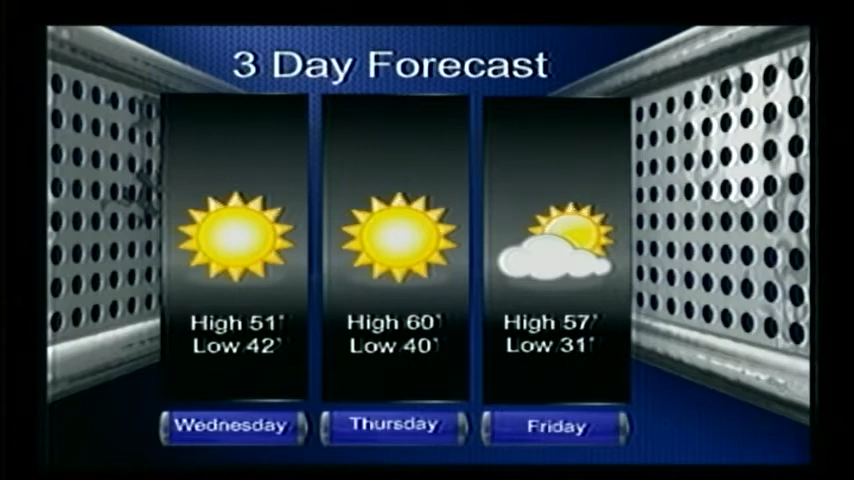 3 Day Forecast
High 51°
Low 42°
High 60°
Low 40°
High 57°
Low 31°
Wednesday
Thursday
Friday